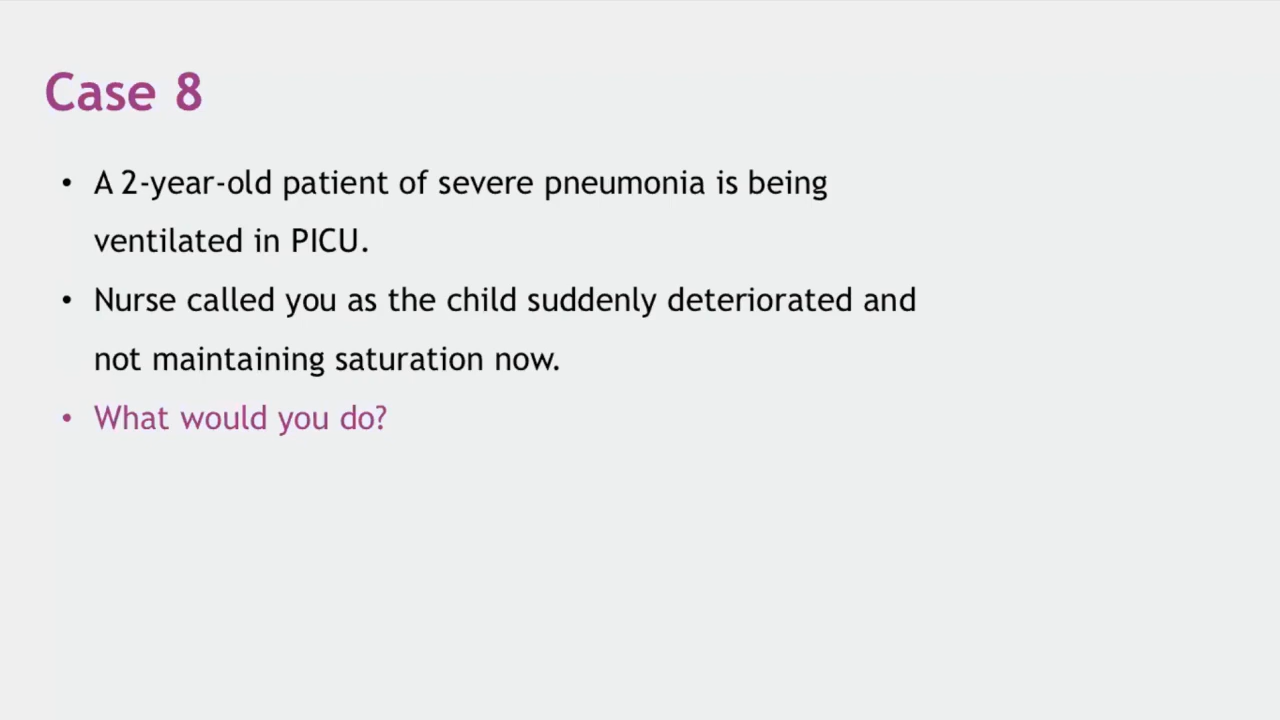 Case 8
• A 2-year-old patient of severe pneumonia is being
ventilated in PICU.
• Nurse called you as the child suddenly deteriorated and
not maintaining saturation now.
• What would you do?